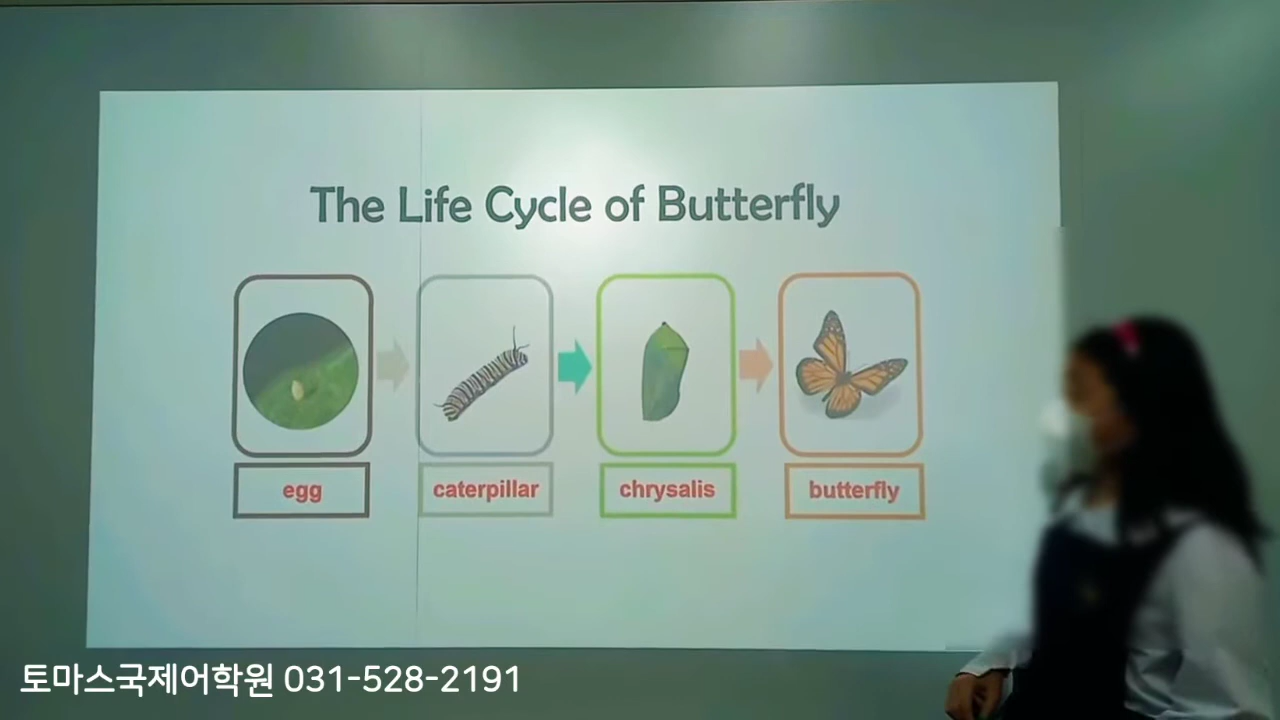 The Life Cycle of Butterfly
egg
caterpillar
chrysalis
butterfly
토마스국제어학원 031-528-2191